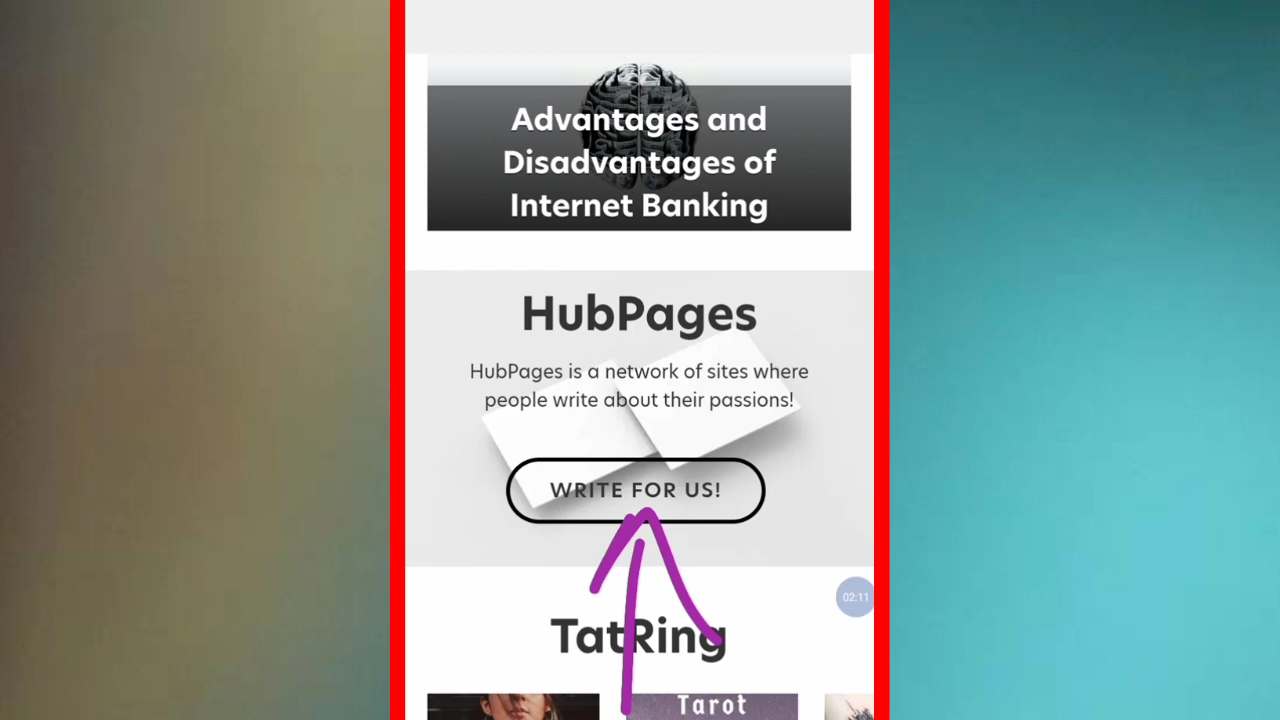 Advantages and
Disadvantages of
Internet Banking
HubPages
HubPages is a network of sites where
people write about their passions!
WRITE FOR US!
02:11
TatRing
Tarot